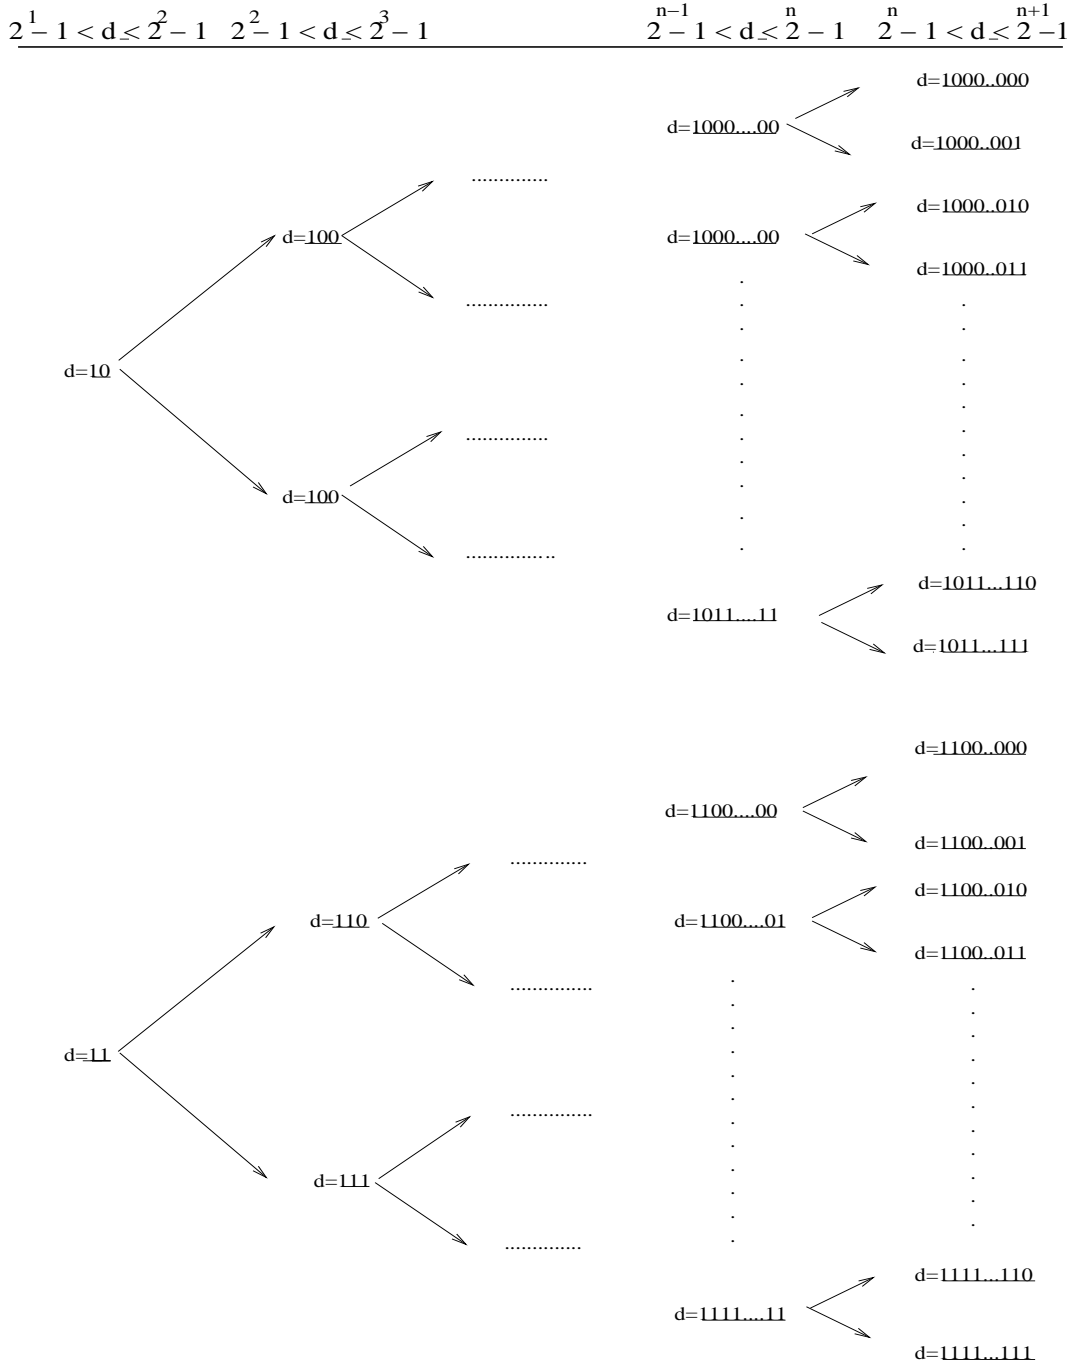 2^1 − 1 < d ≤ 2^2 − 1   2^2 − 1 < d ≤ 2^3 − 1   2^{n−1} − 1 < d ≤ 2^n − 1   2^n − 1 < d ≤ 2^{n+1} −1
d=1000..000
d=1000....00
d=1000..001
.............
d=1000..010
d=100
d=1000....00
d=1000..011
..............
d=10
..............
d=100
...............
d=1011...110
d=1011....11
d=1011...111
d=1100..000
d=1100....00
d=1100..001
.............
d=1100..010
d=110
d=1100....01
d=1100..011
..............
d=11
..............
d=111
.............
d=1111...110
d=1111....11
d=1111...111